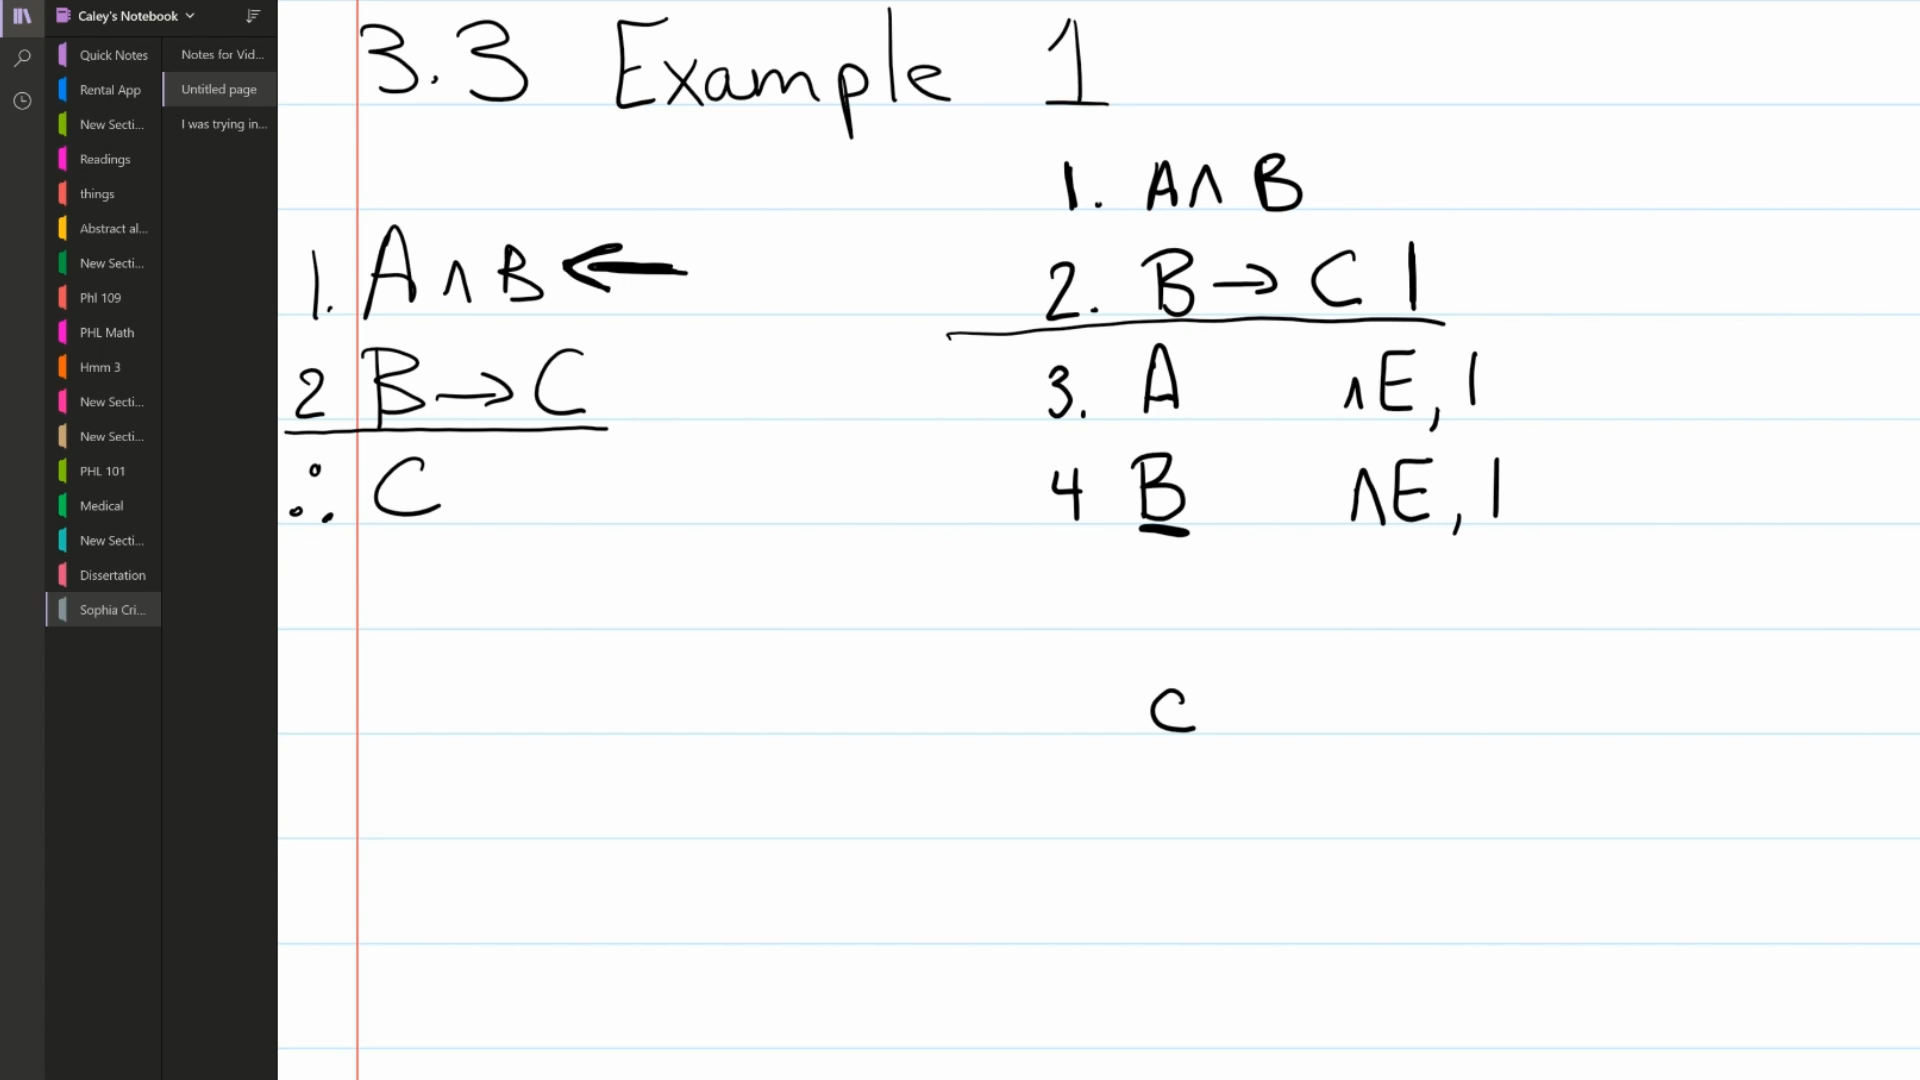 Caley's Notebook
Quick Notes
Rental App
New Secti...
Readings
things
Abstract al...
New Secti...
Phl 109
PHL Math
Hmm 3
New Secti...
New Secti...
PHL 101
Medical
New Secti...
Dissertation
Sophia Cri...
Notes for Vid...
Untitled page
I was trying in...
3.3 Example 1
1. A ∧ B ←
2 B → C
∴ C
1. A ∧ B
2. B → C |
3. A ∧E, 1
4 B ∧E, 1
C